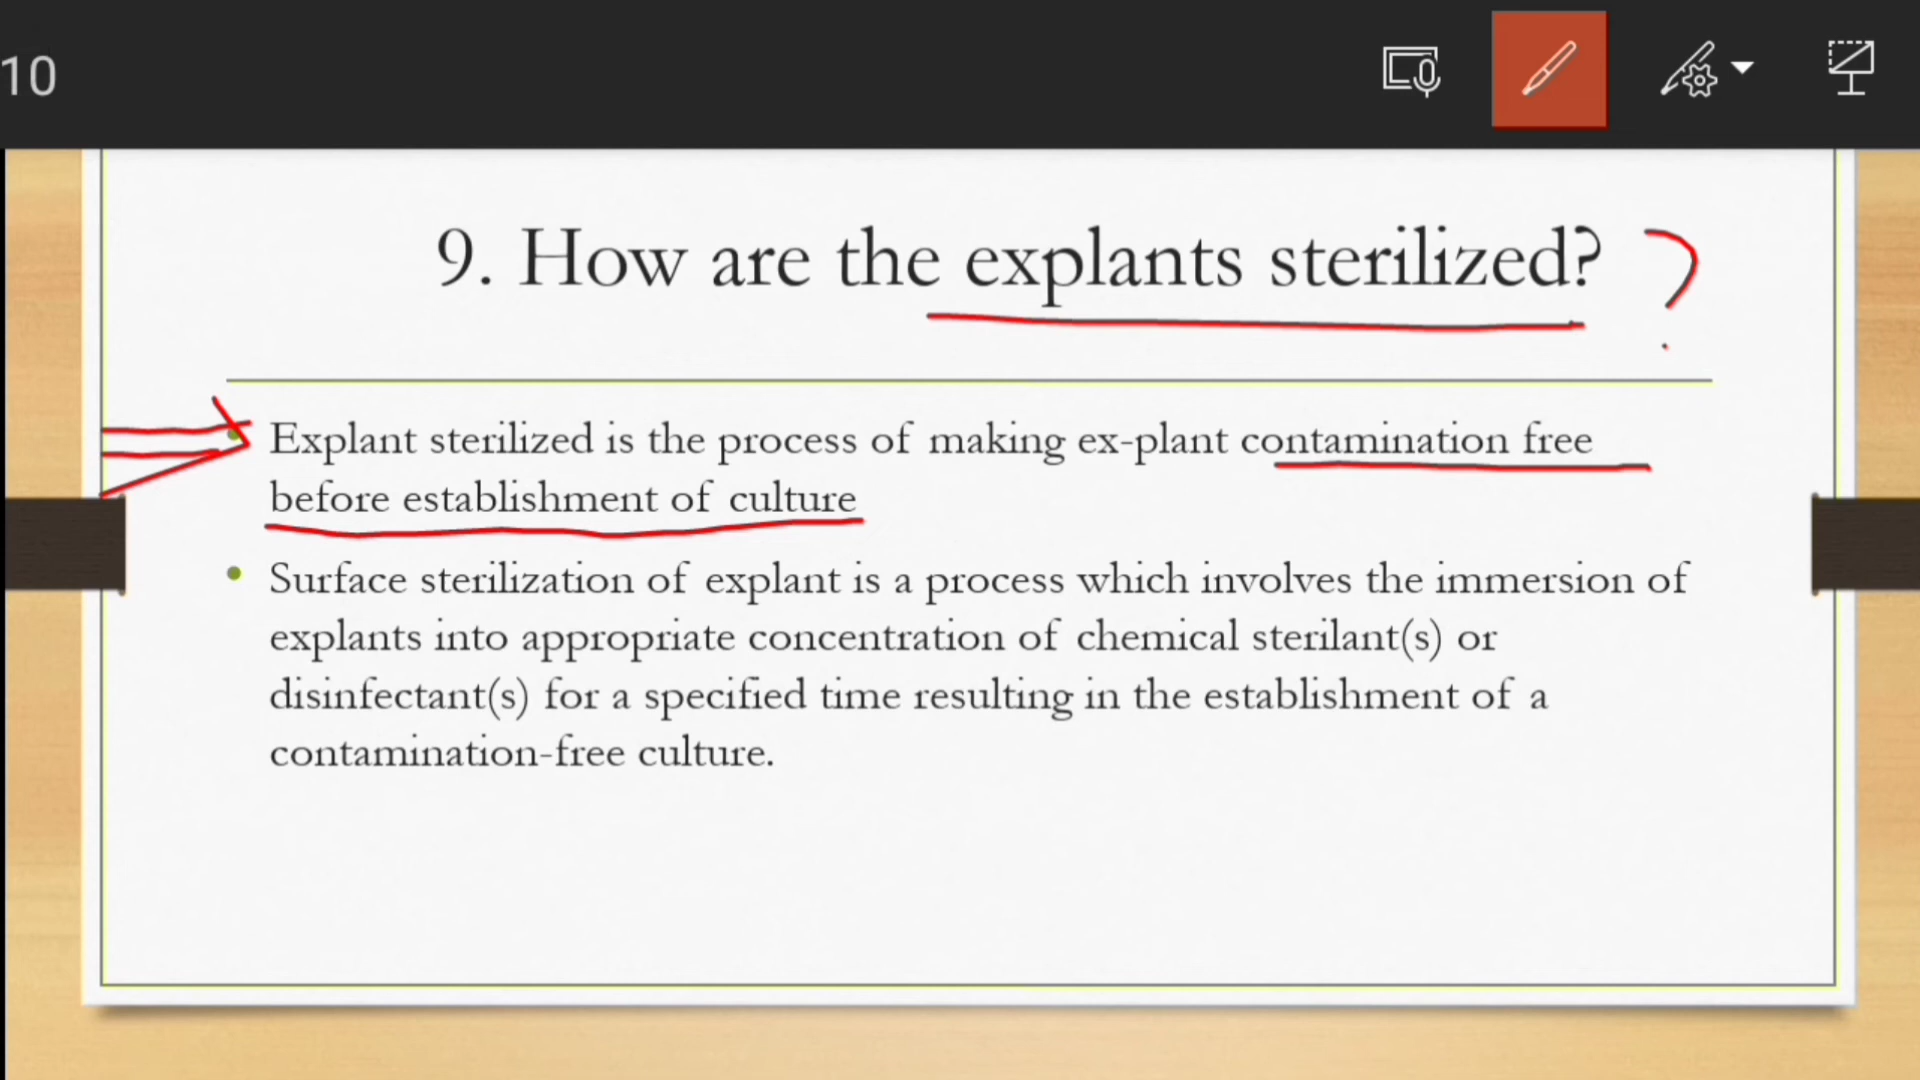 10
9. How are the explants sterilized?
?
Explant sterilized is the process of making ex-plant contamination free
before establishment of culture
Surface sterilization of explant is a process which involves the immersion of
explants into appropriate concentration of chemical sterilant(s) or
disinfectant(s) for a specified time resulting in the establishment of a
contamination-free culture.